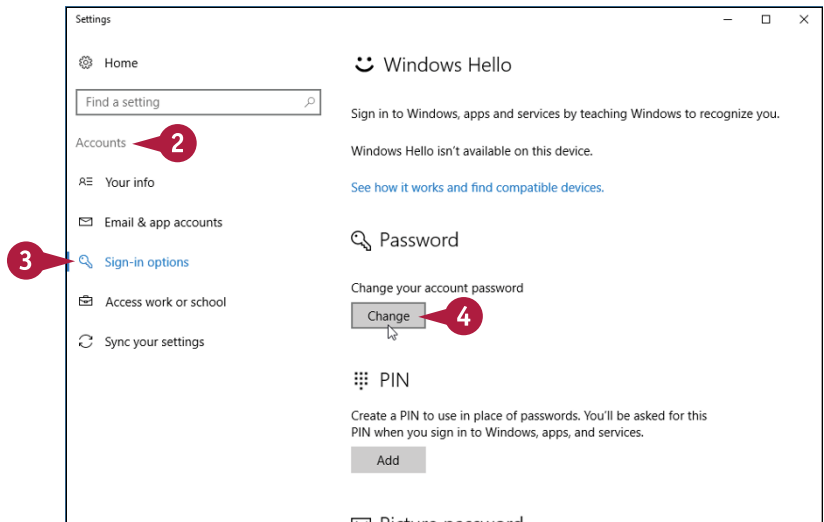 Settings
Home
Find a setting
Accounts
2
Your info
Email & app accounts
3
Sign-in options
Access work or school
Sync your settings
Windows Hello
Sign in to Windows, apps and services by teaching Windows to recognize you.
Windows Hello isn’t available on this device.
See how it works and find compatible devices.
Password
Change your account password
Change
4
PIN
Create a PIN to use in place of passwords. You’ll be asked for this
PIN when you sign in to Windows, apps, and services.
Add
Picture password